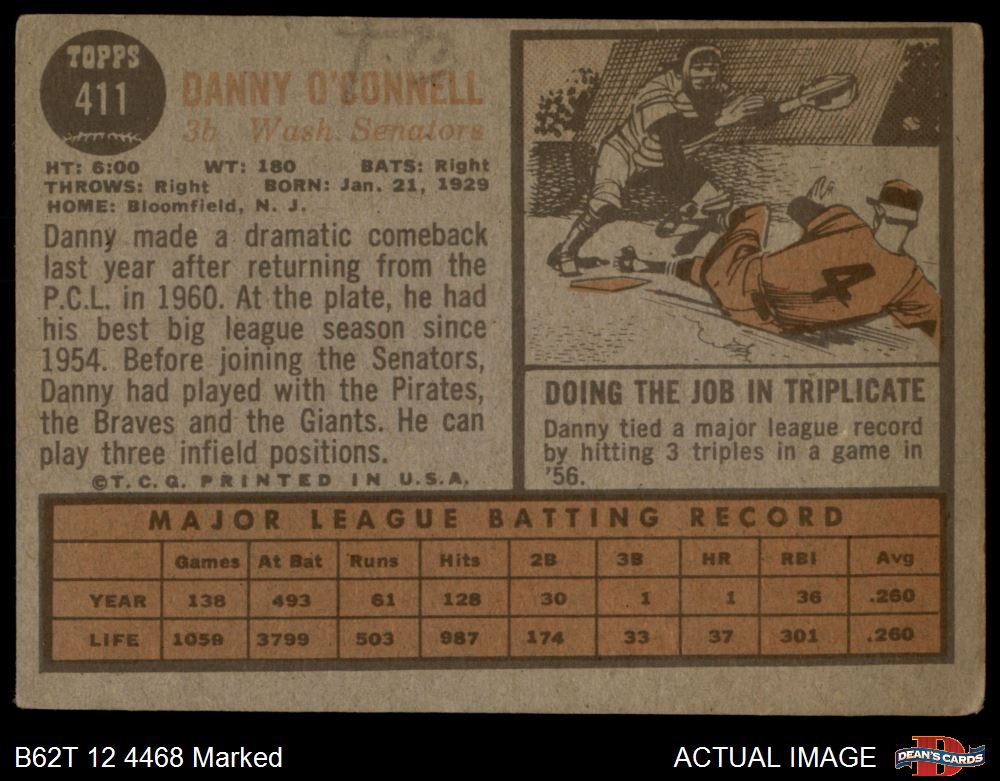 TOPPS
411
DANNY O'CONNELL
3b Wash. Senators
HT: 6:00 WT: 180 BATS: Right
THROWS: Right BORN: Jan. 21, 1929
HOME: Bloomfield, N. J.
Danny made a dramatic comeback
last year after returning from the
P.C.L. in 1960. At the plate, he had
his best big league season since
1954. Before joining the Senators,
Danny had played with the Pirates,
the Braves and the Giants. He can
play three infield positions.
©T. C. G. PRINTED IN U.S.A.
4
DOING THE JOB IN TRIPLICATE
Danny tied a major league record
by hitting 3 triples in a game in
'56.
MAJOR LEAGUE BATTING RECORD
Games At Bat Runs Hits 2B 3B HR RBI Avg
YEAR 138 493 61 128 30 1 1 36 .260
LIFE 1059 3799 503 987 174 33 37 301 .260
B62T 12 4468 Marked
ACTUAL IMAGE
DEAN'S CARDS